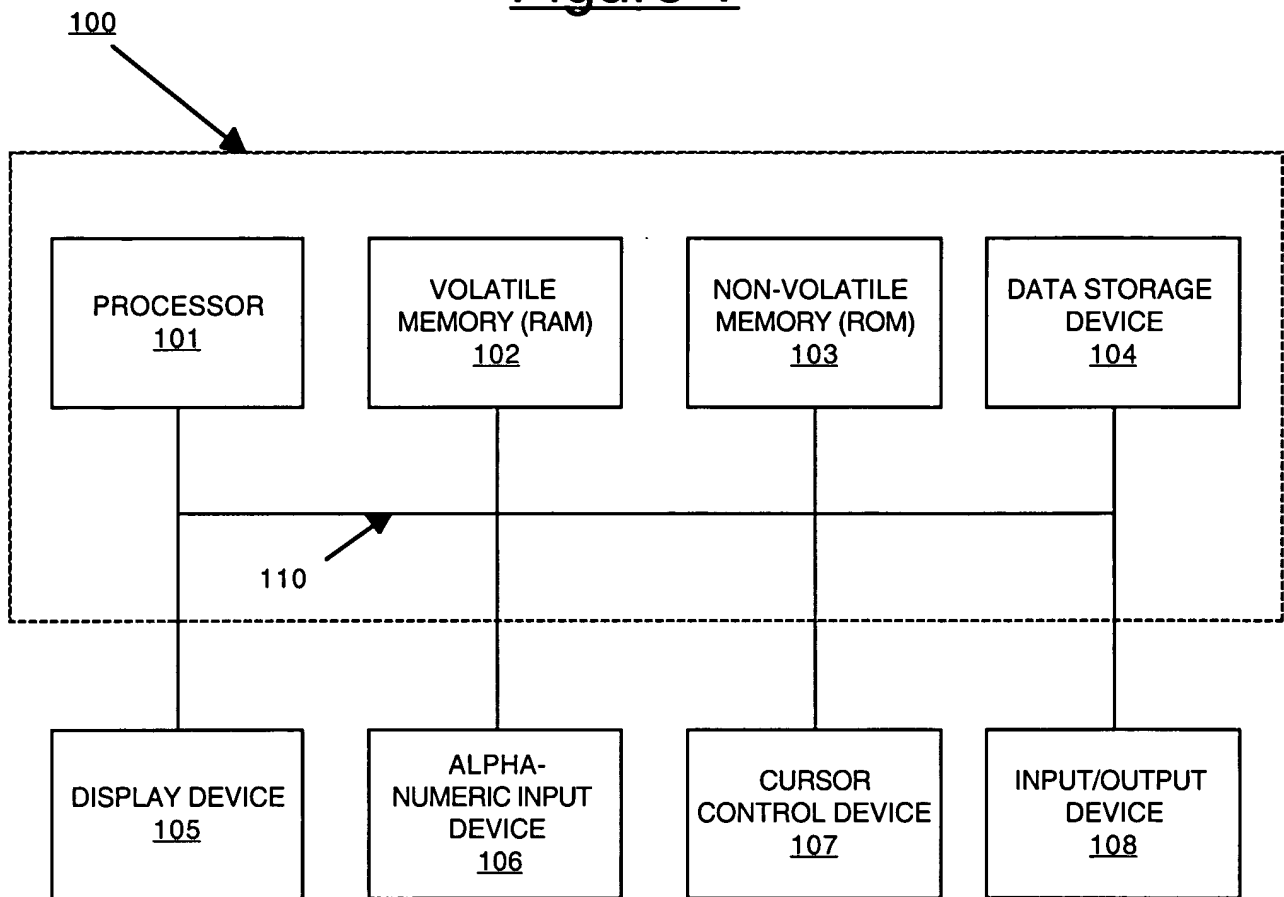 100
PROCESSOR
101
VOLATILE
MEMORY (RAM)
102
NON-VOLATILE
MEMORY (ROM)
103
DATA STORAGE
DEVICE
104
110
DISPLAY DEVICE
105
ALPHA-
NUMERIC INPUT
DEVICE
106
CURSOR
CONTROL DEVICE
107
INPUT/OUTPUT
DEVICE
108